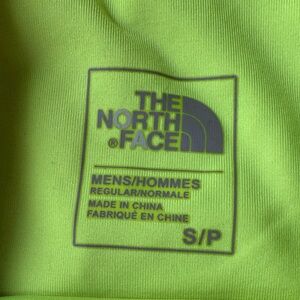 THE
NORTH
®FACE
MENS/HOMMES
REGULAR/NORMALE
MADE IN CHINA
FABRIQUÉ EN CHINE
S/P